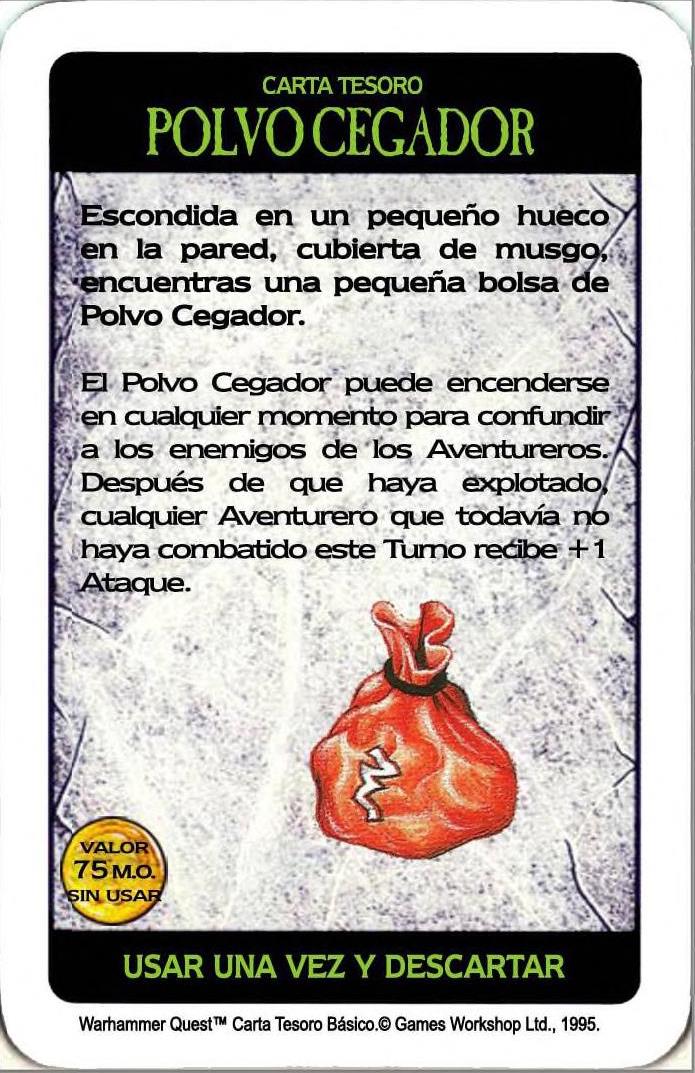 CARTA TESORO
POLVO CEGADOR
Escondida en un pequeño hueco
en la pared, cubierta de musgo,
encuentras una pequeña bolsa de
Polvo Cegador.
El Polvo Cegador puede encenderse
en cualquier momento para confundir
a los enemigos de los Aventureros.
Después de que haya explotado,
cualquier Aventurero que todavía no
haya combatido este Turno recibe +1
Ataque.
VALOR
75 M.O.
SIN USAR
USAR UNA VEZ Y DESCARTAR
Warhammer Quest™ Carta Tesoro Básico.© Games Workshop Ltd., 1995.